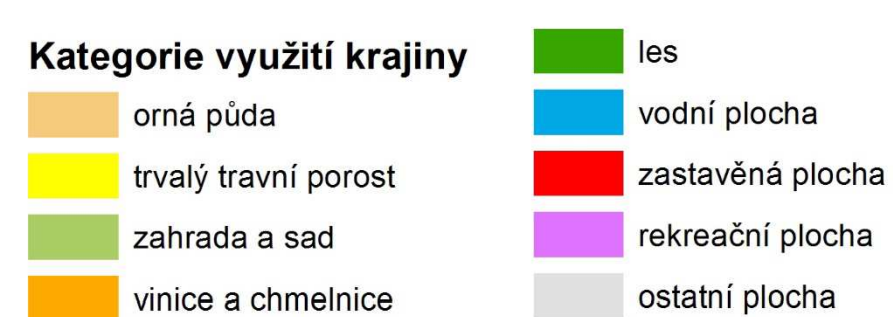 Kategorie využití krajiny
orná půda
trvalý travní porost
zahrada a sad
vinice a chmelnice
les
vodní plocha
zastavěná plocha
rekreační plocha
ostatní plocha